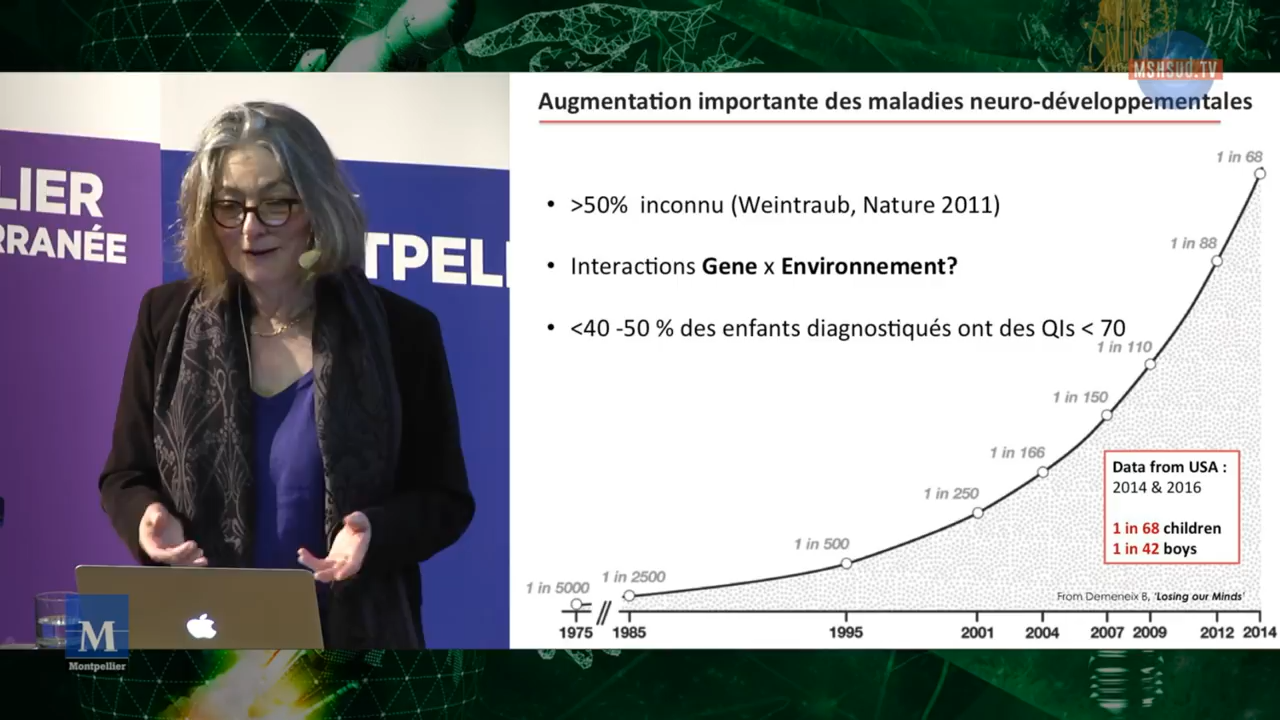 MSHSUD.TV
LIER
RRANÉE
TPELL
M
Montpellier
Augmentation importante des maladies neuro-développementales
• >50% inconnu (Weintraub, Nature 2011)
• Interactions Gene x Environnement?
• <40 -50 % des enfants diagnostiqués ont des QIs < 70
1 in 68
1 in 88
1 in 110
1 in 150
1 in 166
1 in 250
1 in 500
1 in 2500
1 in 5000
Data from USA :
2014 & 2016
1 in 68 children
1 in 42 boys
From Demeneix B, 'Losing our Minds'
1975 1985 1995 2001 2004 2007 2009 2012 2014